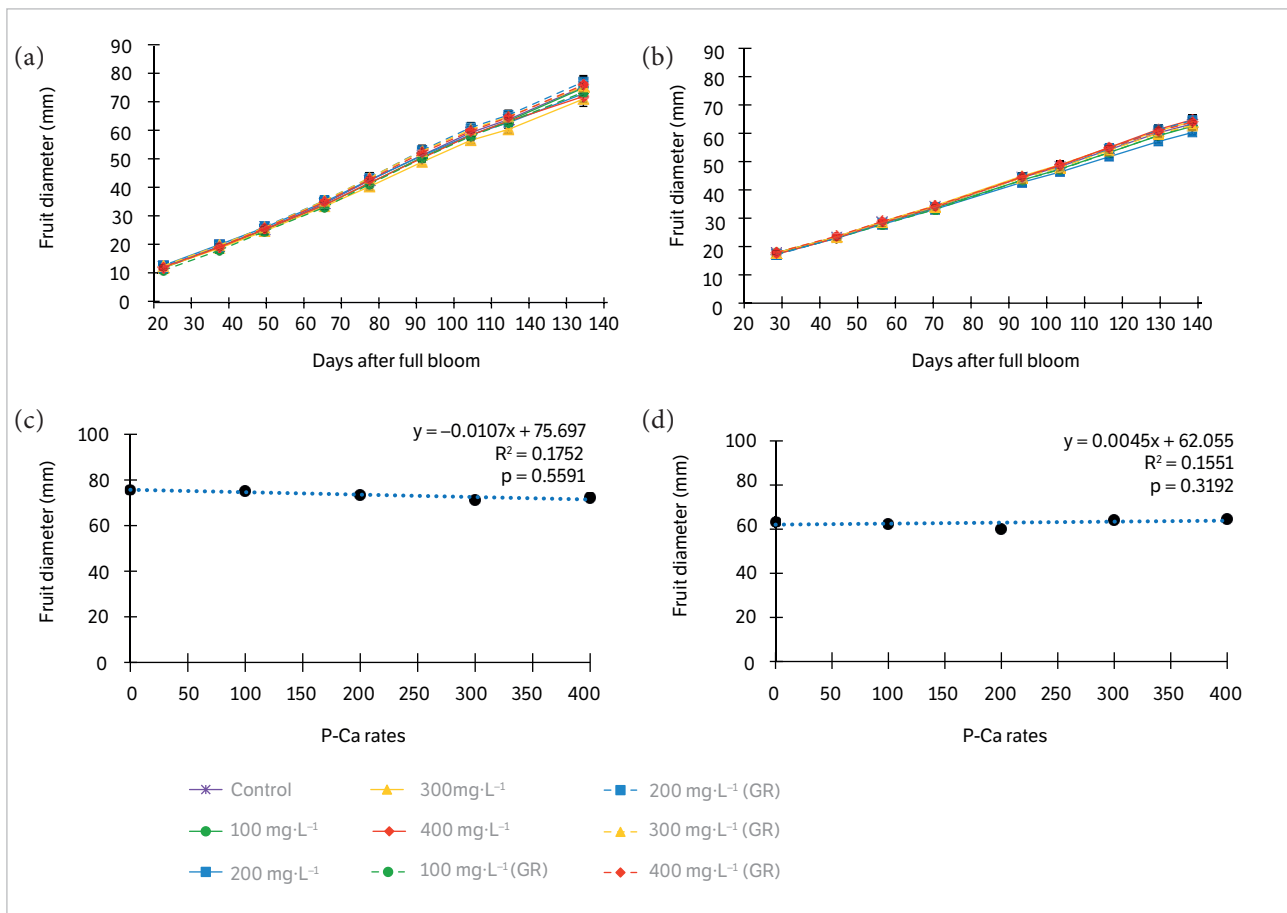 (a)
90
80
70
60
50
40
30
20
10
0
Fruit diameter (mm)
20 30 40 50 60 70 80 90 100 110 120 130 140
Days after full bloom
(b)
90
80
70
60
50
40
30
20
10
0
Fruit diameter (mm)
20 30 40 50 60 70 80 90 100 110 120 130 140
Days after full bloom
(c)
y = –0.0107x + 75.697
R² = 0.1752
p = 0.5591
100
80
60
40
20
0
Fruit diameter (mm)
0 50 100 150 200 250 300 350 400
P-Ca rates
(d)
y = 0.0045x + 62.055
R² = 0.1551
p = 0.3192
100
80
60
40
20
0
Fruit diameter (mm)
0 50 100 150 200 250 300 350 400
P-Ca rates
Control
100 mg·L⁻¹
200 mg·L⁻¹
300mg·L⁻¹
400 mg·L⁻¹
100 mg·L⁻¹ (GR)
200 mg·L⁻¹ (GR)
300 mg·L⁻¹ (GR)
400 mg·L⁻¹ (GR)